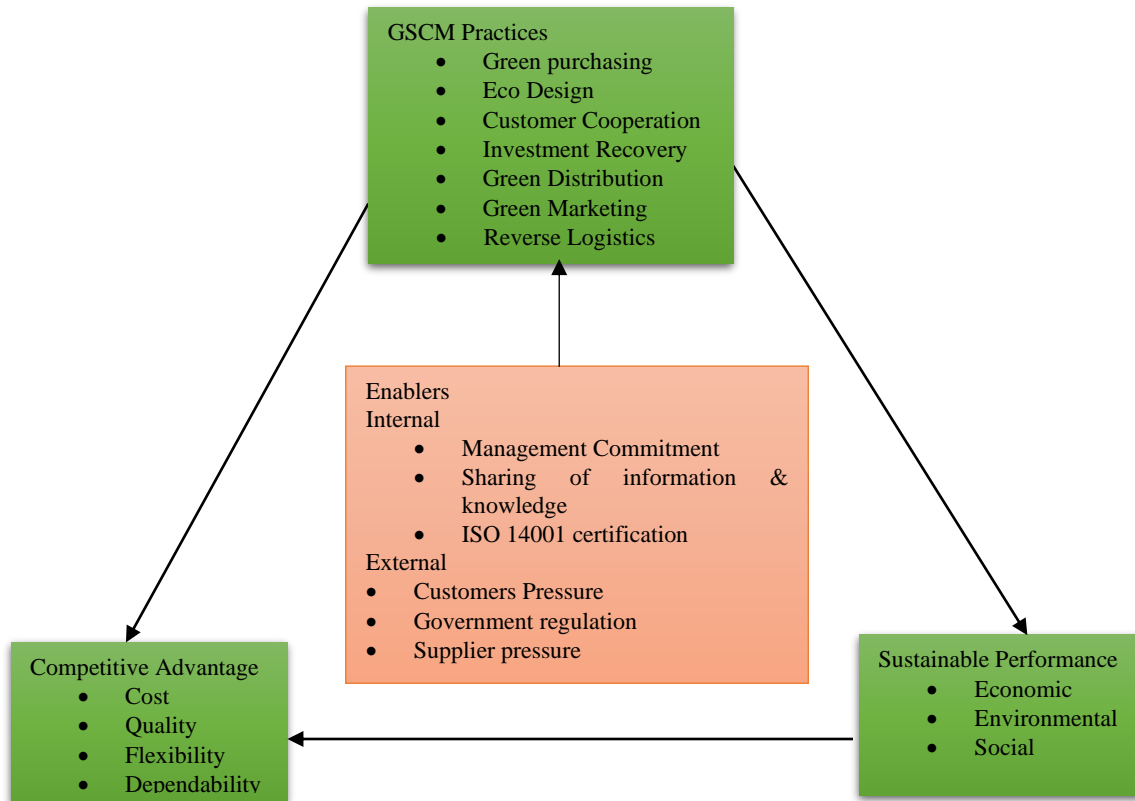 GSCM Practices
• Green purchasing
• Eco Design
• Customer Cooperation
• Investment Recovery
• Green Distribution
• Green Marketing
• Reverse Logistics
Enablers
Internal
• Management Commitment
• Sharing of information &
knowledge
• ISO 14001 certification
External
• Customers Pressure
• Government regulation
• Supplier pressure
Competitive Advantage
• Cost
• Quality
• Flexibility
• Dependability
Sustainable Performance
• Economic
• Environmental
• Social